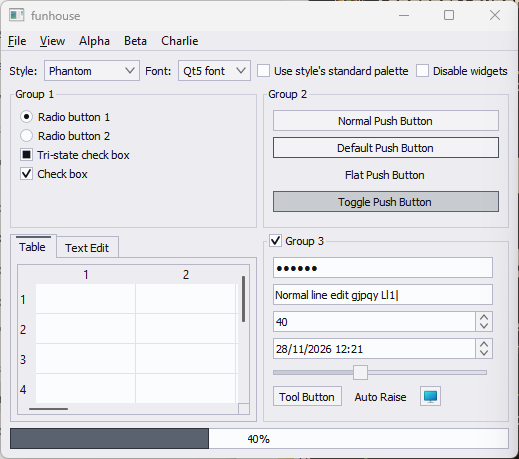 funhouse
File View Alpha Beta Charlie
Style: Phantom Font: Qt5 font Use style's standard palette Disable widgets
Group 1
Radio button 1
Radio button 2
Tri-state check box
Check box
Group 2
Normal Push Button
Default Push Button
Flat Push Button
Toggle Push Button
Table Text Edit
1 2
1
2
3
4
Group 3
●●●●●●
Normal line edit gjpqy Ll1
40
28/11/2026 12:21
Tool Button Auto Raise
40%